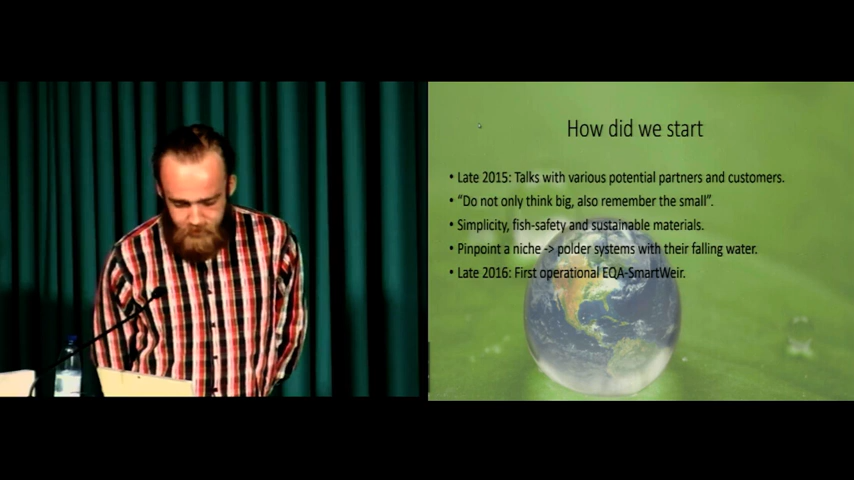 How did we start
• Late 2015: Talks with various potential partners and customers.
• “Do not only think big, also remember the small”.
• Simplicity, fish-safety and sustainable materials.
• Pinpoint a niche -> polder systems with their falling water.
• Late 2016: First operational EQA-SmartWeir.